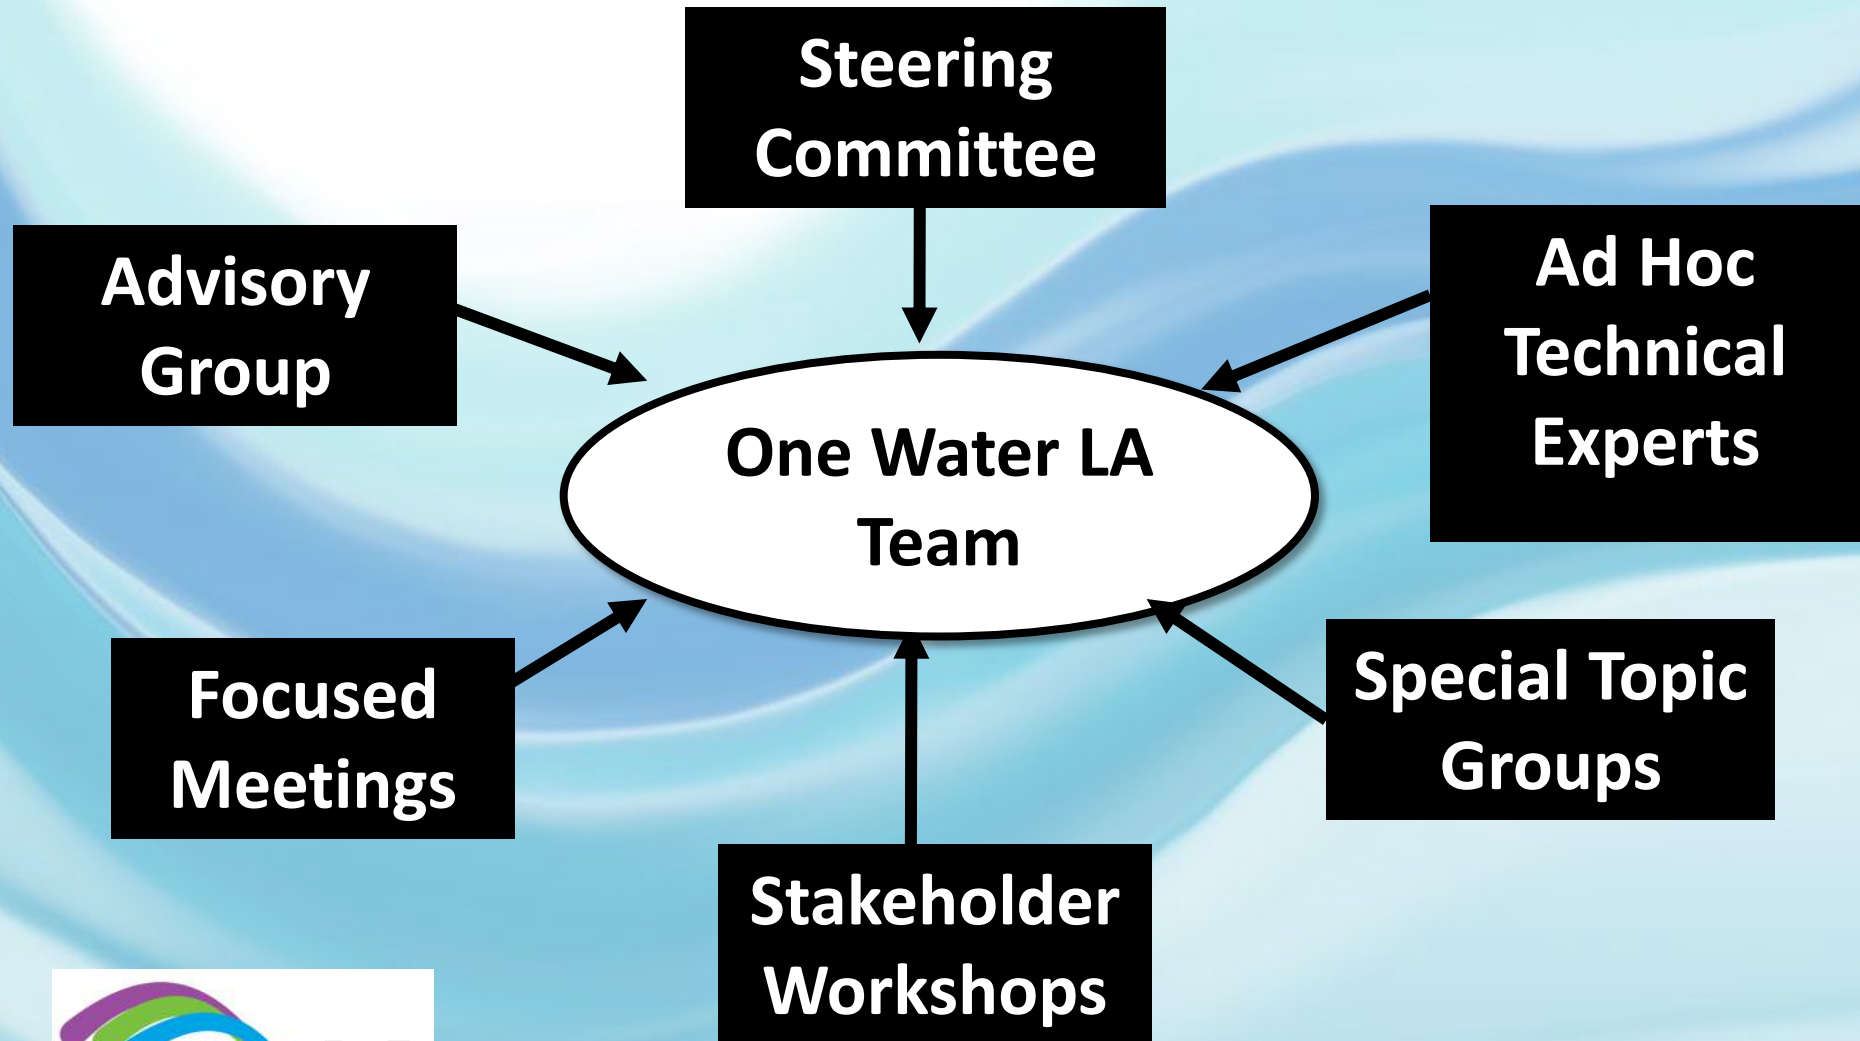 Steering
Committee
Advisory
Group
Ad Hoc
Technical
Experts
One Water LA
Team
Focused
Meetings
Special Topic
Groups
Stakeholder
Workshops